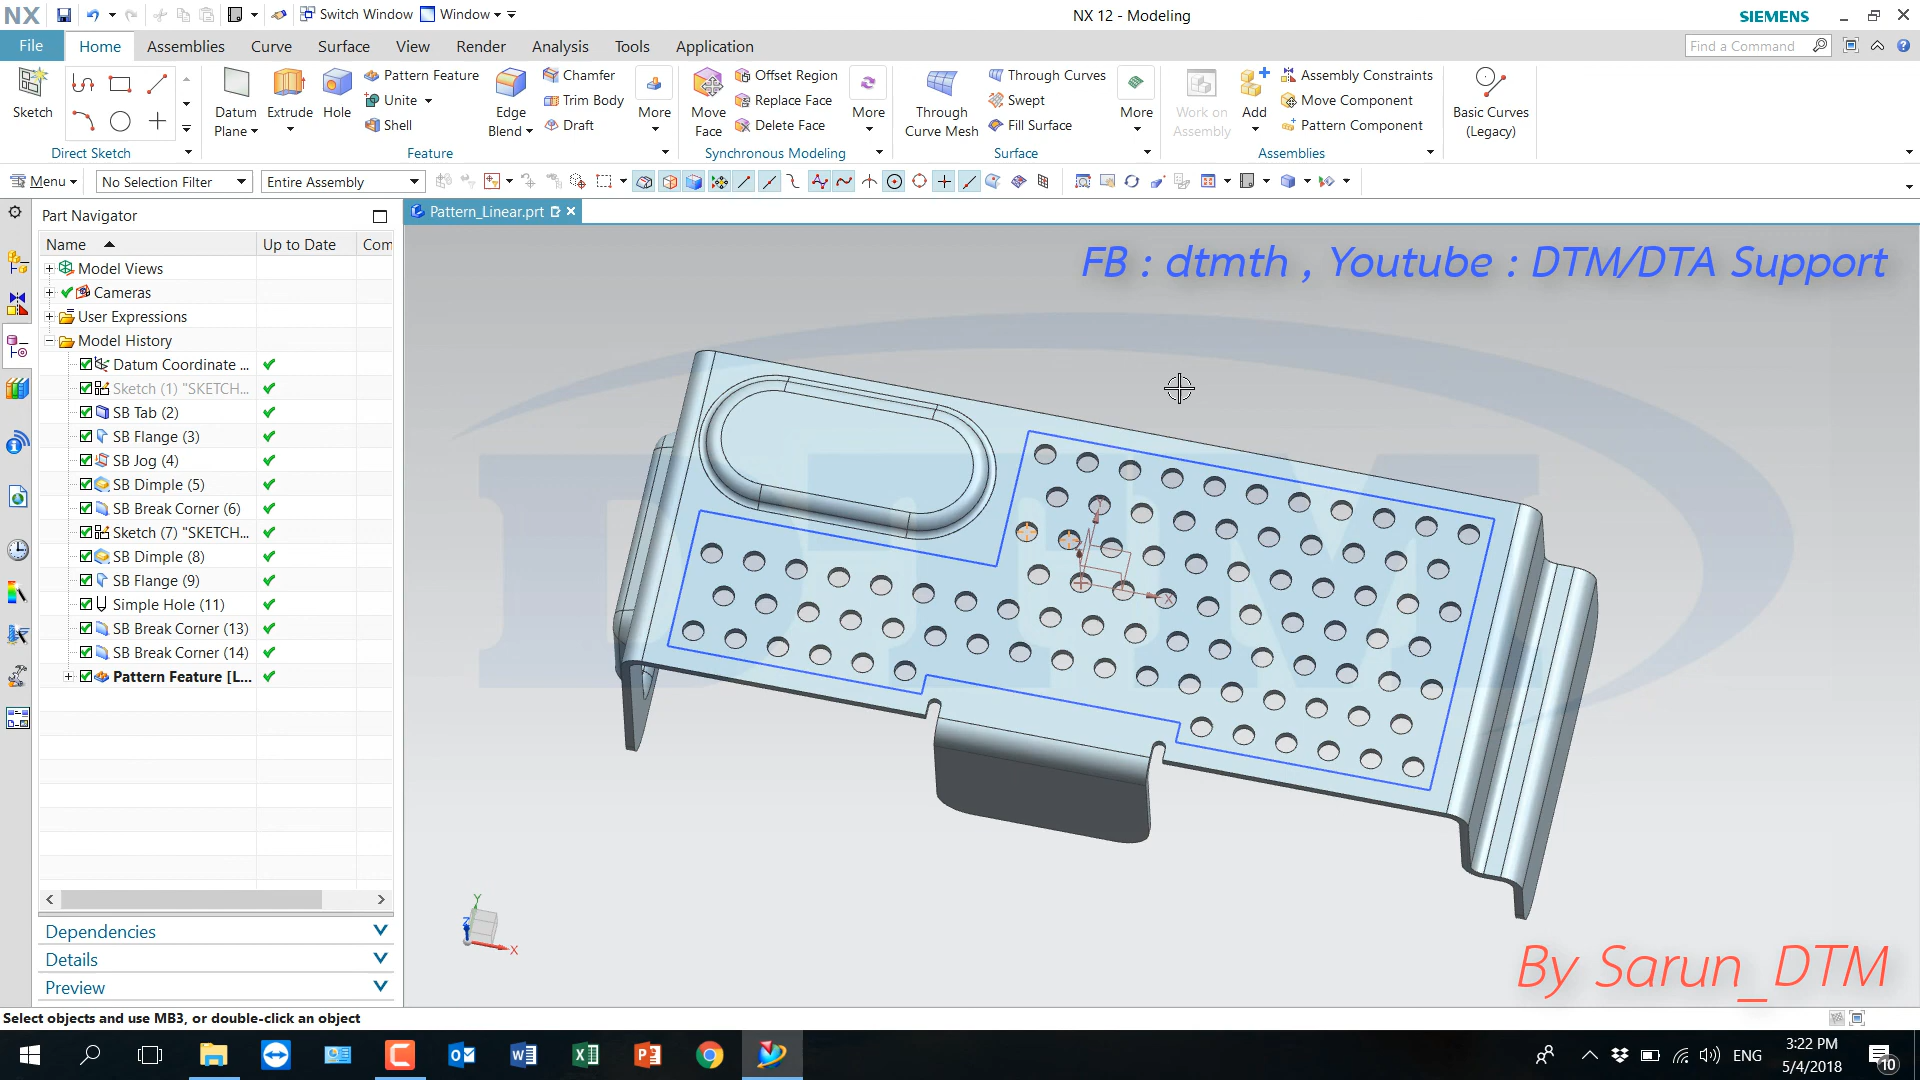 NX
Switch Window
Window
NX 12 - Modeling
SIEMENS
File
Home
Assemblies
Curve
Surface
View
Render
Analysis
Tools
Application
Find a Command
Sketch
Direct Sketch
Datum
Plane
Extrude
Hole
Pattern Feature
Unite
Shell
Edge
Blend
Chamfer
Trim Body
Draft
More
Feature
Move
Face
Offset Region
Replace Face
Delete Face
More
Synchronous Modeling
Through
Curve Mesh
Through Curves
Swept
Fill Surface
More
Surface
Work on
Assembly
Add
Assembly Constraints
Move Component
Pattern Component
Assemblies
Basic Curves
(Legacy)
Menu
No Selection Filter
Entire Assembly
Part Navigator
Pattern_Linear.prt
Name
Up to Date
Com
Model Views
Cameras
User Expressions
Model History
Datum Coordinate ...
Sketch (1) "SKETCH...
SB Tab (2)
SB Flange (3)
SB Jog (4)
SB Dimple (5)
SB Break Corner (6)
Sketch (7) "SKETCH...
SB Dimple (8)
SB Flange (9)
Simple Hole (11)
SB Break Corner (13)
SB Break Corner (14)
Pattern Feature [L...
Dependencies
Details
Preview
FB : dtmth , Youtube : DTM/DTA Support
DTM
X
Y
Z
X
By Sarun_DTM
Select objects and use MB3, or double-click an object
ENG
3:22 PM
5/4/2018
10